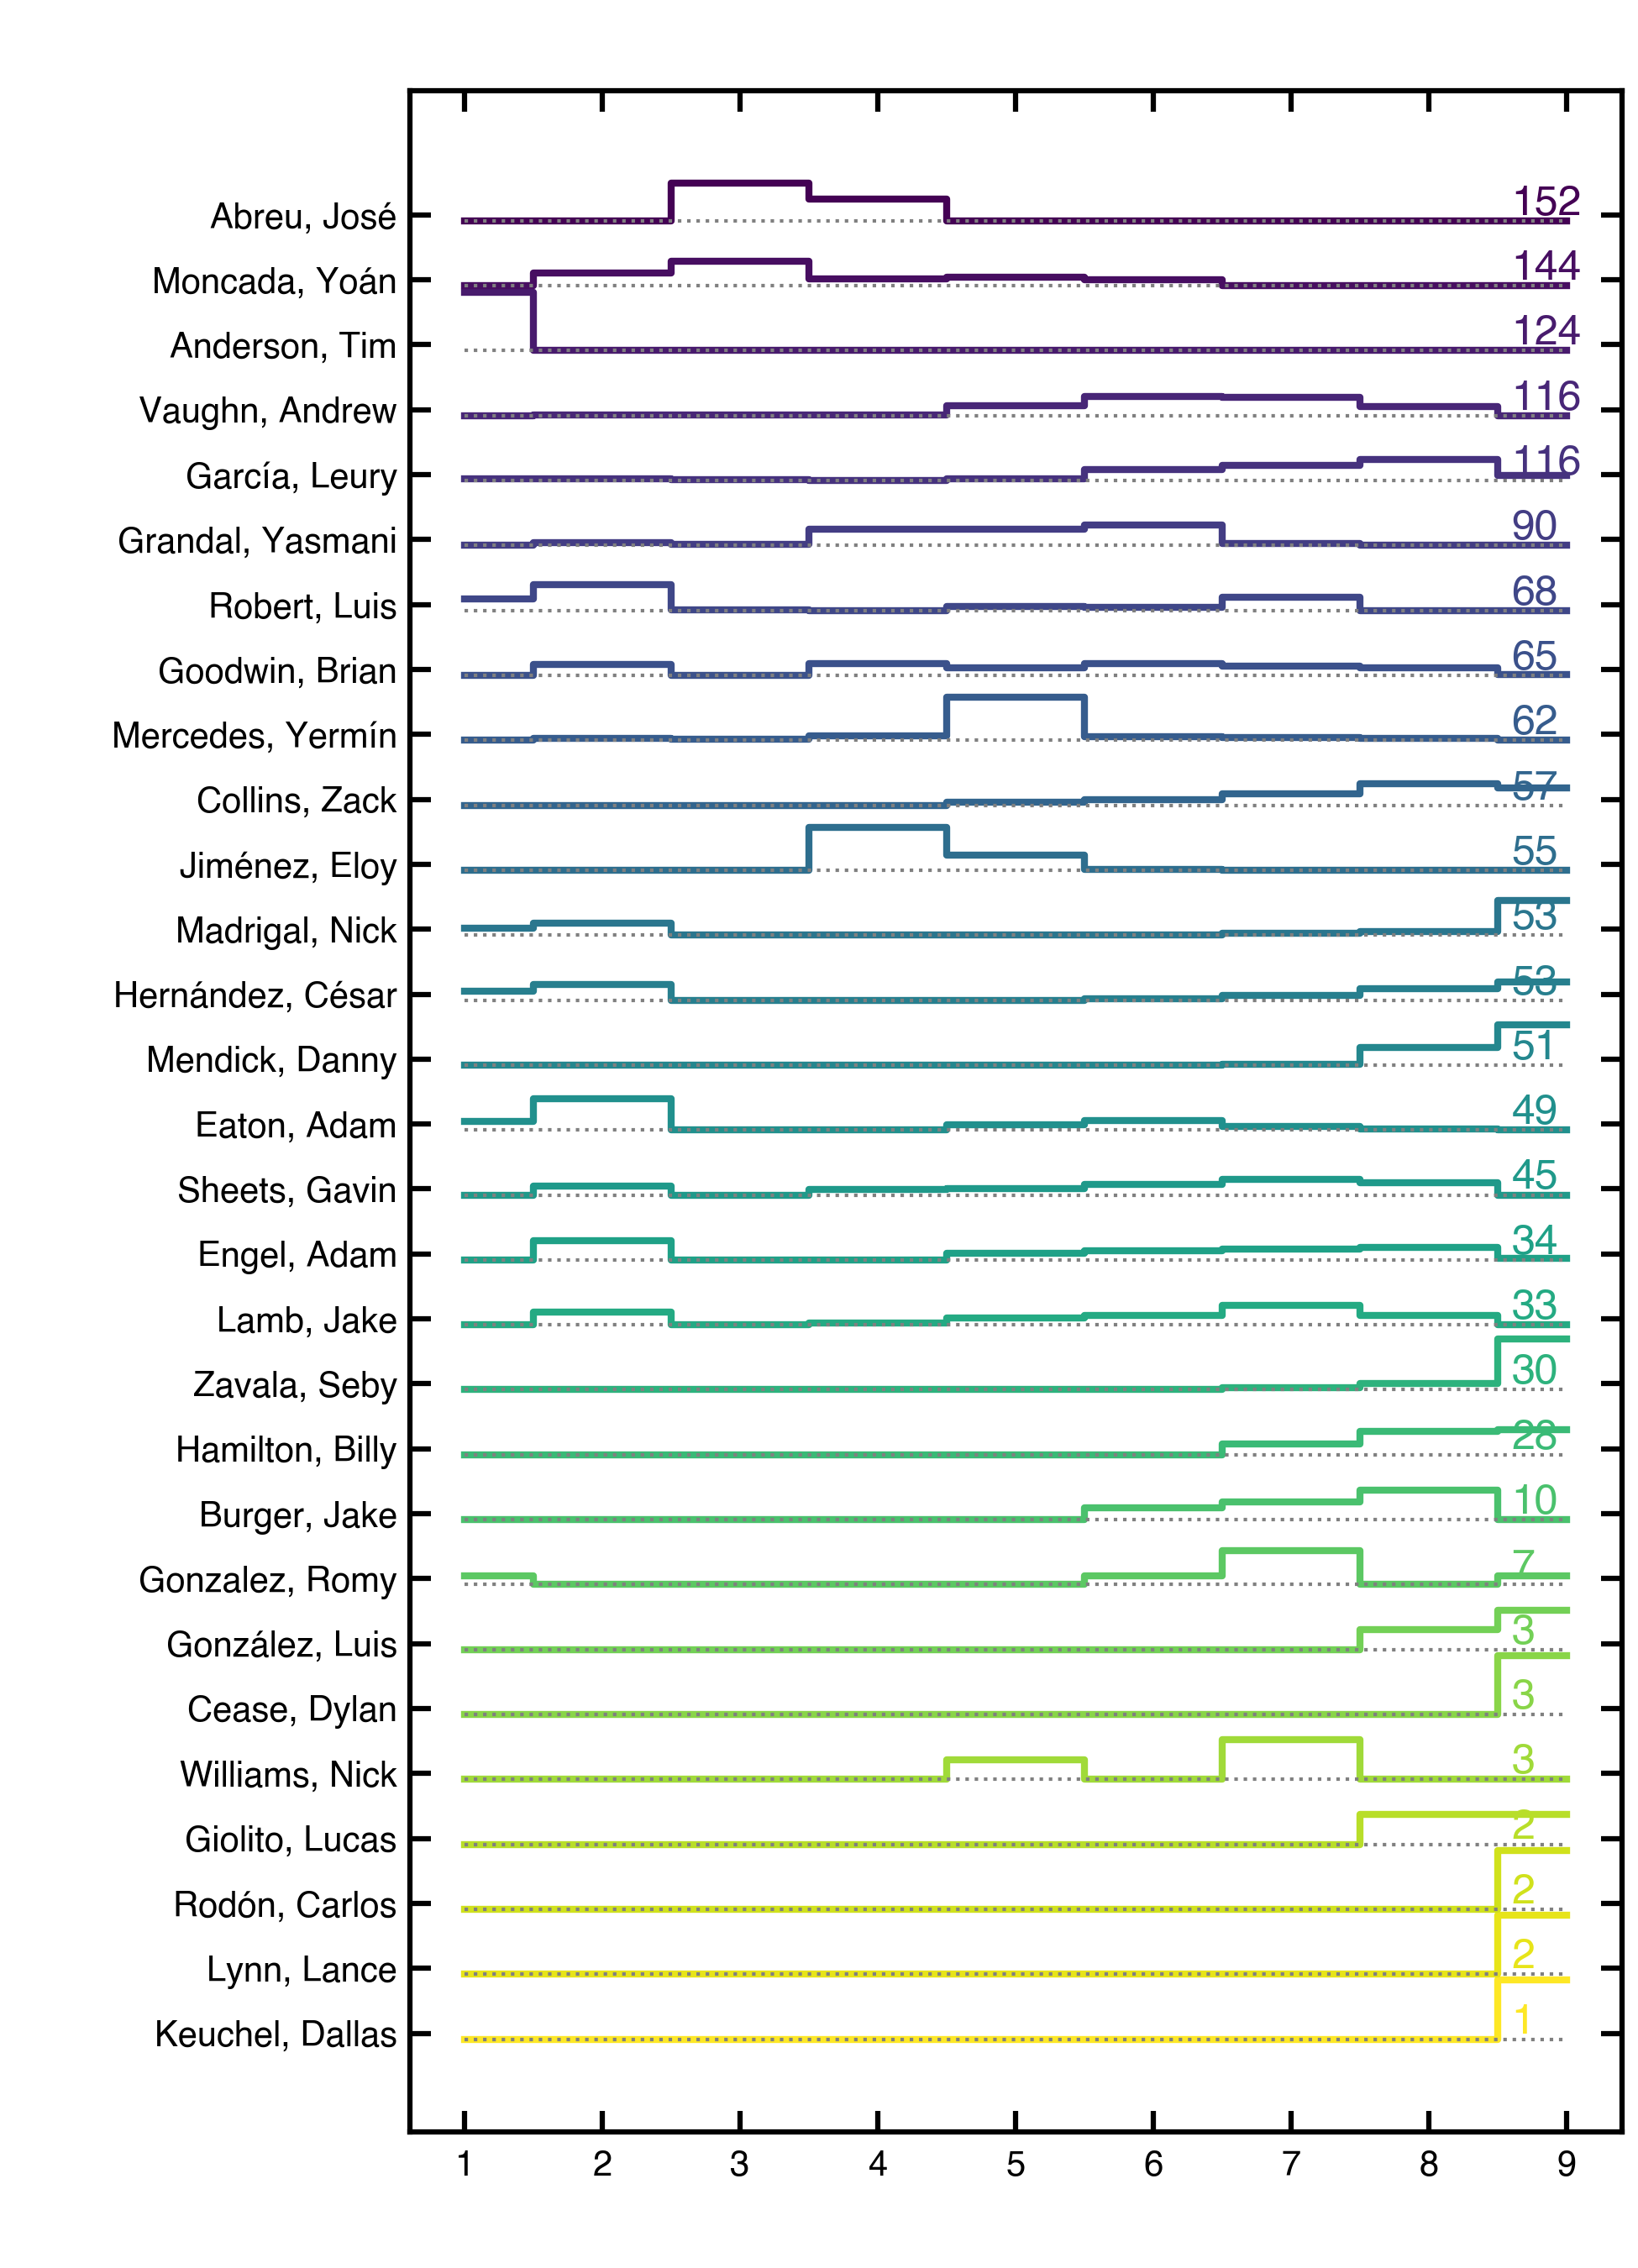 Abreu, José 152
Moncada, Yoán 144
Anderson, Tim 124
Vaughn, Andrew 116
García, Leury 116
Grandal, Yasmani 90
Robert, Luis 68
Goodwin, Brian 65
Mercedes, Yermín 62
Collins, Zack 57
Jiménez, Eloy 55
Madrigal, Nick 53
Hernández, César 53
Mendick, Danny 51
Eaton, Adam 49
Sheets, Gavin 45
Engel, Adam 34
Lamb, Jake 33
Zavala, Seby 30
Hamilton, Billy 28
Burger, Jake 10
Gonzalez, Romy 7
González, Luis 3
Cease, Dylan 3
Williams, Nick 3
Giolito, Lucas 2
Rodón, Carlos 2
Lynn, Lance 2
Keuchel, Dallas 1
1 2 3 4 5 6 7 8 9